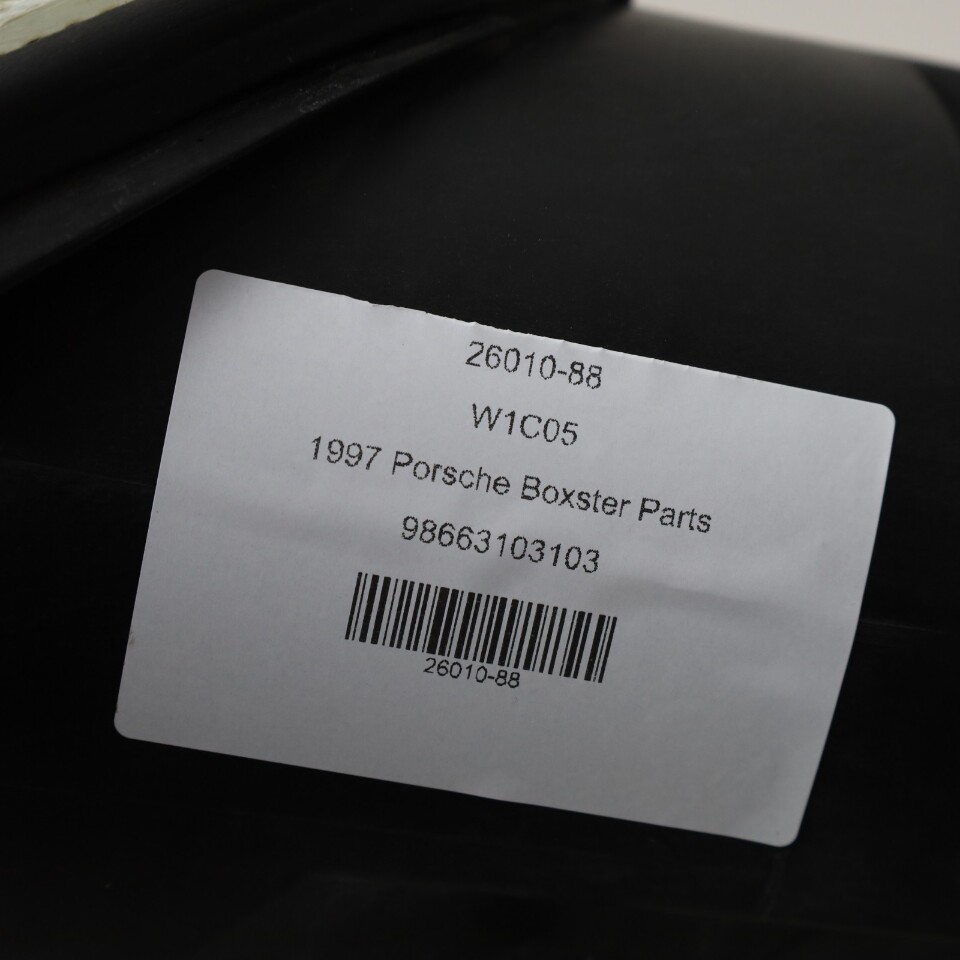 26010-88
W1C05
1997 Porsche Boxster Parts
98663103103
26010-88